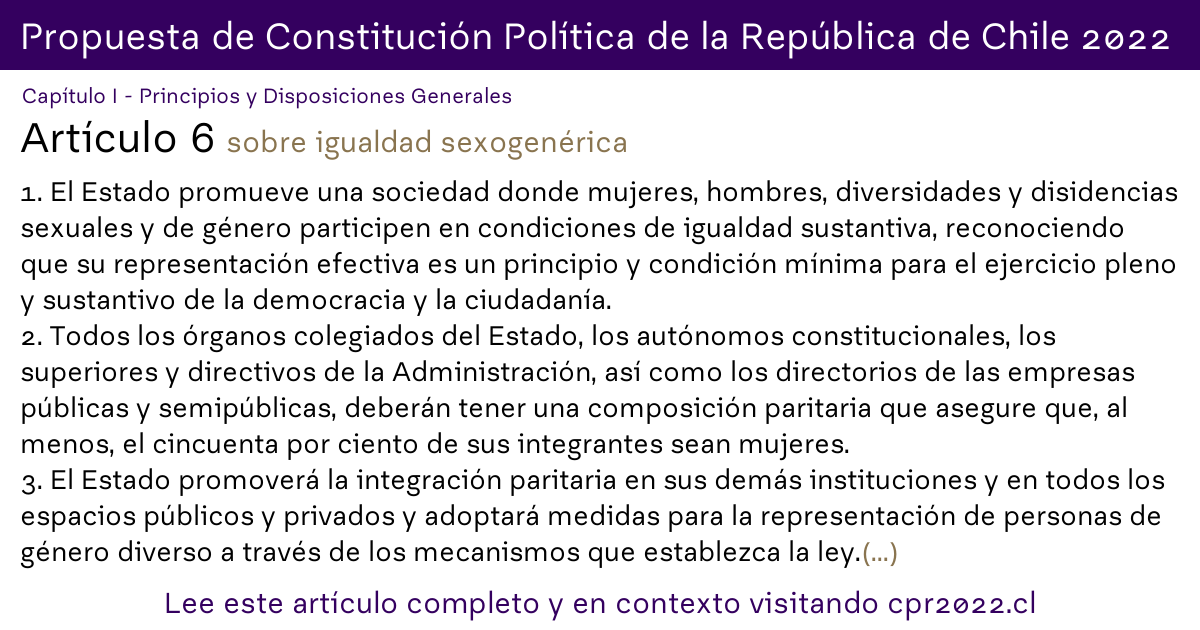 Propuesta de Constitución Política de la República de Chile 2022
Capítulo I - Principios y Disposiciones Generales
Artículo 6 sobre igualdad sexogenérica
1. El Estado promueve una sociedad donde mujeres, hombres, diversidades y disidencias
sexuales y de género participen en condiciones de igualdad sustantiva, reconociendo
que su representación efectiva es un principio y condición mínima para el ejercicio pleno
y sustantivo de la democracia y la ciudadanía.
2. Todos los órganos colegiados del Estado, los autónomos constitucionales, los
superiores y directivos de la Administración, así como los directorios de las empresas
públicas y semipúblicas, deberán tener una composición paritaria que asegure que, al
menos, el cincuenta por ciento de sus integrantes sean mujeres.
3. El Estado promoverá la integración paritaria en sus demás instituciones y en todos los
espacios públicos y privados y adoptará medidas para la representación de personas de
género diverso a través de los mecanismos que establezca la ley.(...)
Lee este artículo completo y en contexto visitando cpr2022.cl